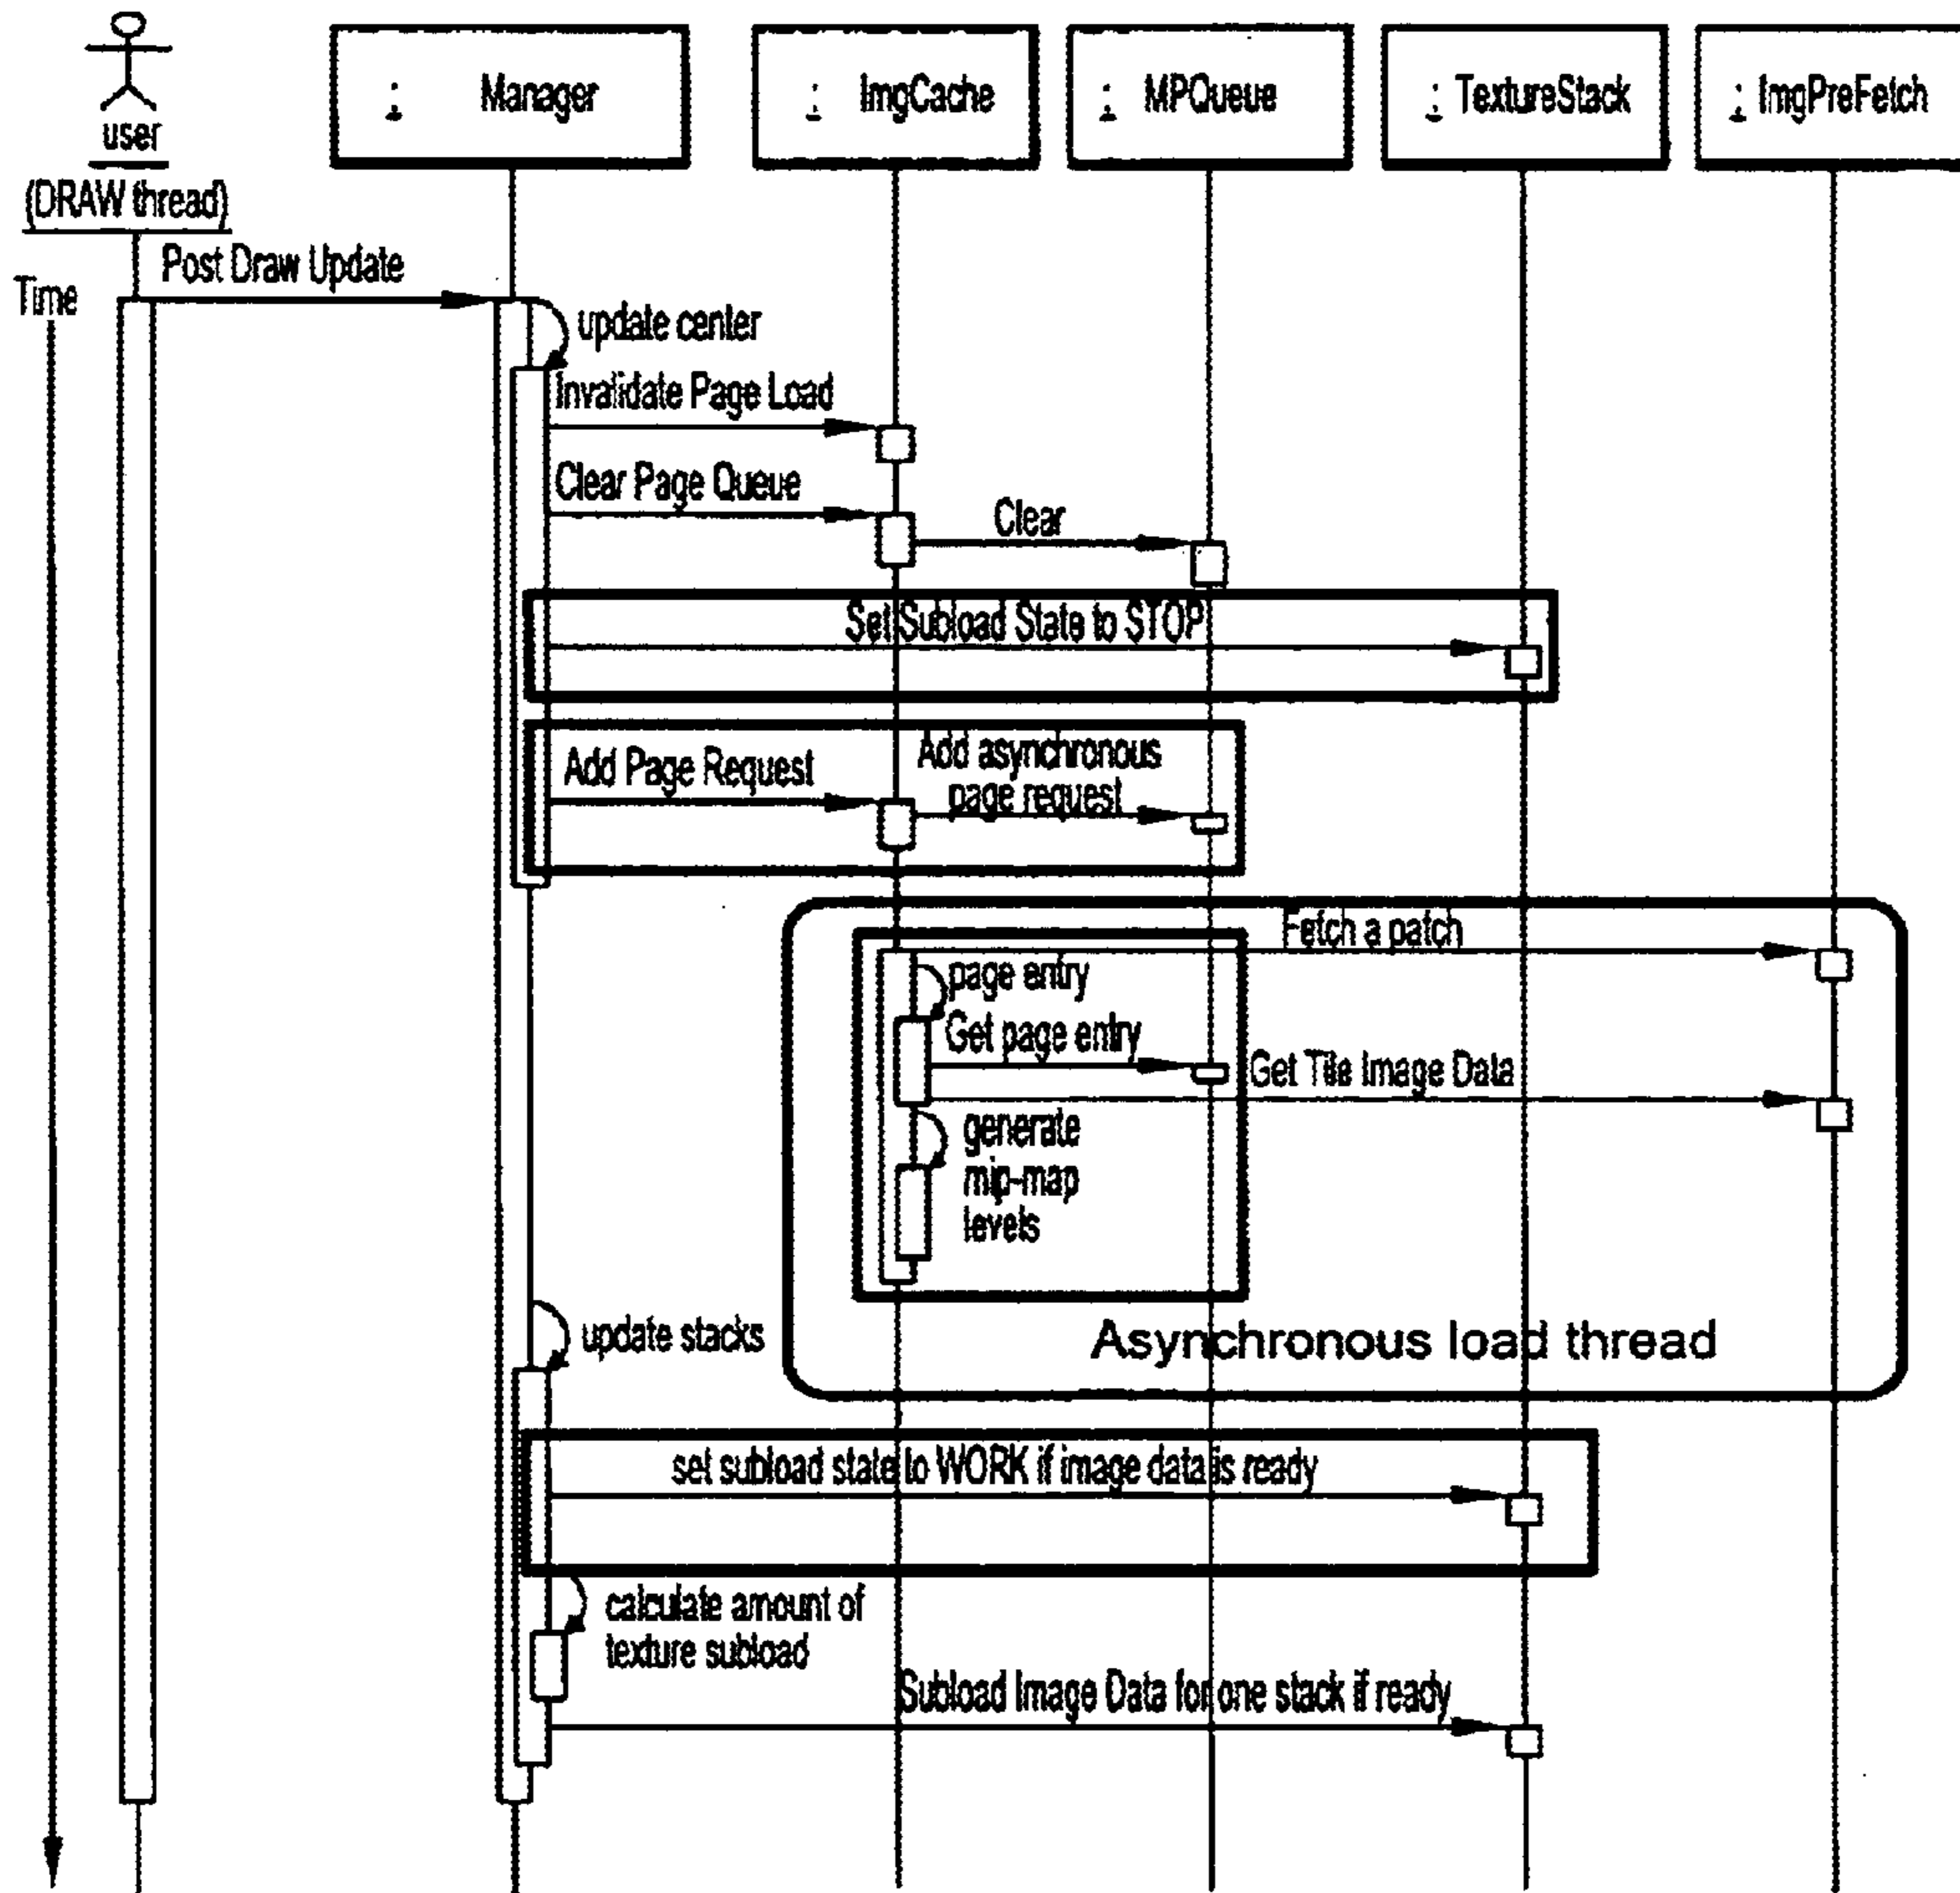 : Manager
: ImgCache
: MPQueue
: TextureStack
: ImgPreFetch
user
(DRAW thread)
Time
Post Draw Update
update center
Invalidate Page Load
Clear Page Queue
Clear
Set Subload State to STOP
Add Page Request
Add asynchronous
page request
Fetch a patch
page entry
Get page entry
Get Tile Image Data
generate
mip-map
levels
update stacks
Asynchronous load thread
set subload state to WORK if image data is ready
calculate amount of
texture subload
Subload Image Data for one stack if ready